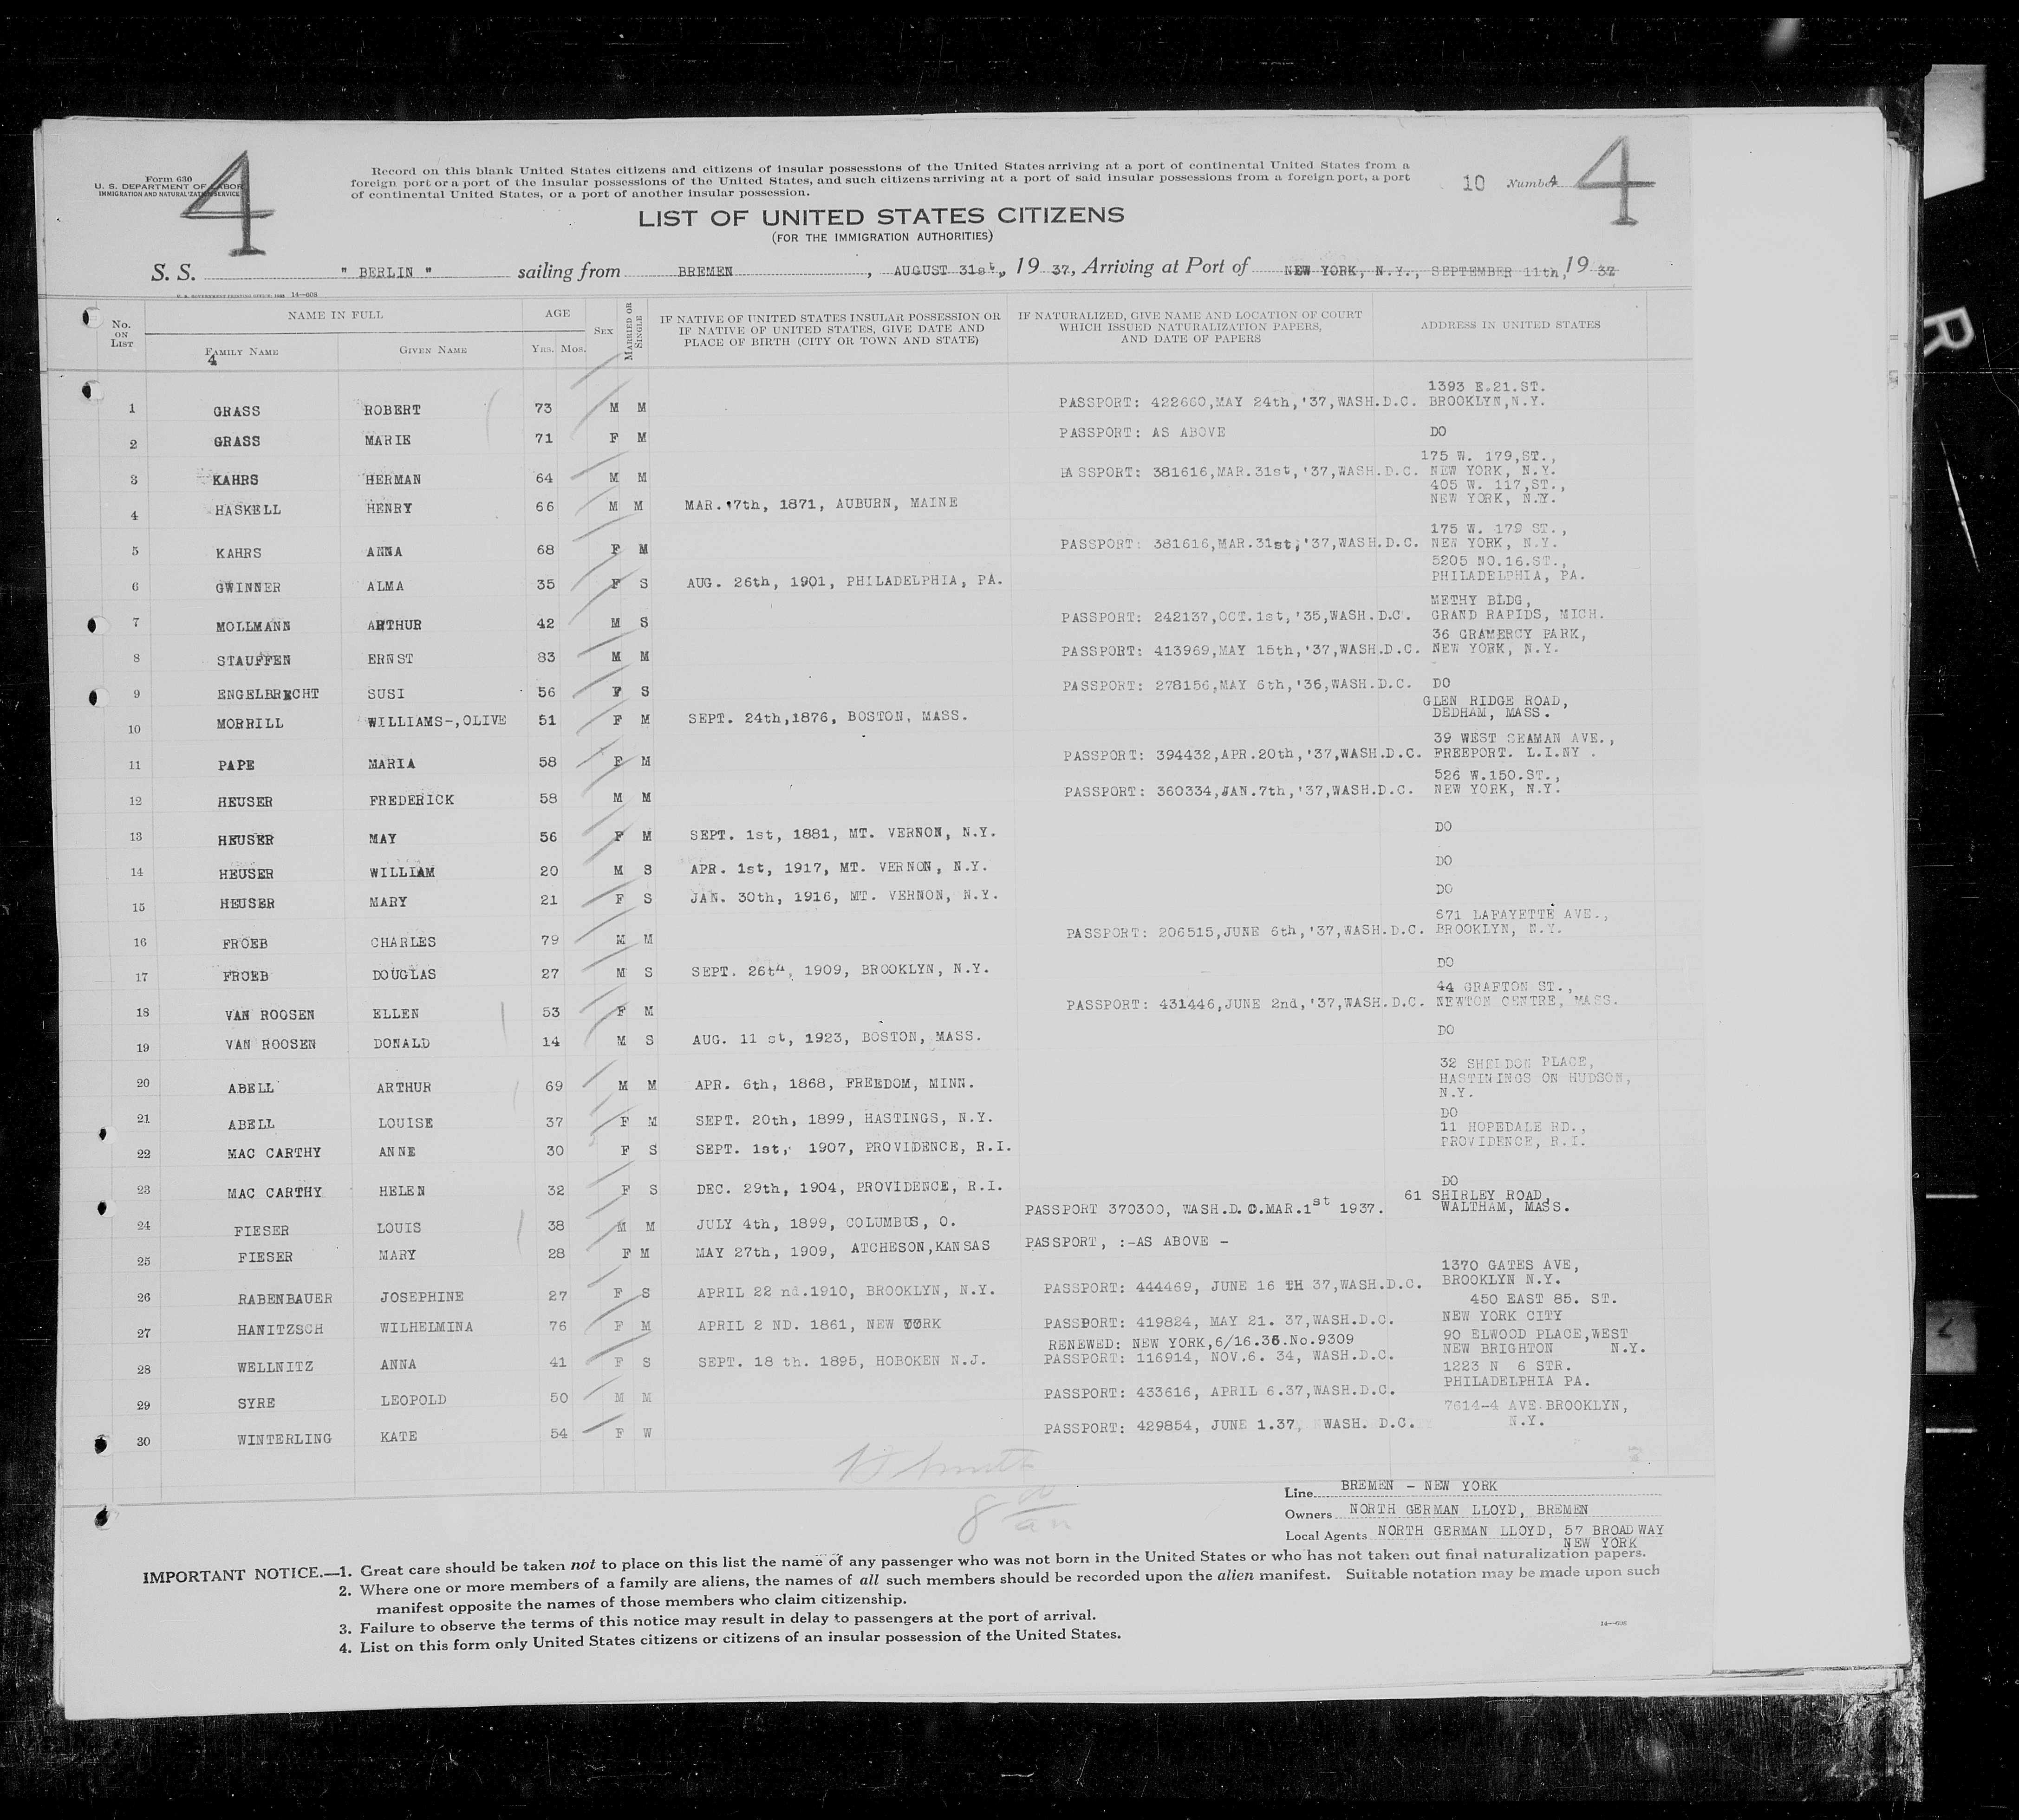 4
4
Form 630
U. S. DEPARTMENT OF LABOR
IMMIGRATION AND NATURALIZATION SERVICE
Record on this blank United States citizens and citizens of insular possessions of the United States arriving at a port of continental United States from a
foreign port or a port of the insular possessions of the United States, and such citizens arriving at a port of said insular possessions from a foreign port, a port
of continental United States, or a port of another insular possession.
10 Number 4
LIST OF UNITED STATES CITIZENS
(FOR THE IMMIGRATION AUTHORITIES)
S. S. " BERLIN " sailing from BREMEN, AUGUST 31st, 19 37, Arriving at Port of NEW YORK, N.Y., SEPTEMBER 11th, 19 37
14—608
No. ON LIST
NAME IN FULL
FAMILY NAME
GIVEN NAME
4
AGE
YRS. MOS.
SEX
MARRIED OR SINGLE
IF NATIVE OF UNITED STATES INSULAR POSSESSION OR
IF NATIVE OF UNITED STATES, GIVE DATE AND
PLACE OF BIRTH (CITY OR TOWN AND STATE)
IF NATURALIZED, GIVE NAME AND LOCATION OF COURT
WHICH ISSUED NATURALIZATION PAPERS,
AND DATE OF PAPERS
ADDRESS IN UNITED STATES
1 GRASS ROBERT 73 M M PASSPORT: 422660,MAY 24th,'37,WASH.D.C. 1393 E.21.ST. BROOKLYN,N.Y.
2 GRASS MARIE 71 F M PASSPORT: AS ABOVE DO
3 KAHRS HERMAN 64 M M PASSPORT: 381616,MAR.31st,'37,WASH.D.C. 175 W. 179,ST., NEW YORK, N.Y.
4 HASKELL HENRY 66 M M MAR. 7th, 1871, AUBURN, MAINE 405 W. 117,ST., NEW YORK, N.Y.
5 KAHRS ANNA 68 F M PASSPORT: 381616,MAR.31st,'37,WASH.D.C. 175 W. 179 ST., NEW YORK, N.Y.
6 GWINNER ALMA 35 F S AUG. 26th, 1901, PHILADELPHIA, PA. 5205 NO.16.ST., PHILADELPHIA, PA.
7 MOLLMANN ARTHUR 42 M S PASSPORT: 242137,OCT.1st,'35,WASH.D.C. METHY BLDG, GRAND RAPIDS, MICH.
8 STAUFFEN ERNST 83 M M PASSPORT: 413969,MAY 15th,'37,WASH.D.C. 36 GRAMERCY PARK, NEW YORK, N.Y.
9 ENGELBRECHT SUSI 56 F S PASSPORT: 278156,MAY 6th,'36,WASH.D.C. DO
10 MORRILL WILLIAMS-,OLIVE 51 F M SEPT. 24th,1876, BOSTON, MASS. GLEN RIDGE ROAD, DEDHAM, MASS.
11 PAPE MARIA 58 F M PASSPORT: 394432,APR.20th,'37,WASH.D.C. 39 WEST SEAMAN AVE., FREEPORT. L.I.NY .
12 HEUSER FREDERICK 58 M M PASSPORT: 360334,JAN.7th,'37,WASH.D.C. 526 W.150.ST., NEW YORK, N.Y.
13 HEUSER MAY 56 F M SEPT. 1st, 1881, MT. VERNON, N.Y. DO
14 HEUSER WILLIAM 20 M S APR. 1st, 1917, MT. VERNON, N.Y. DO
15 HEUSER MARY 21 F S JAN. 30th, 1916, MT. VERNON, N.Y. DO
16 FROEB CHARLES 79 M M PASSPORT: 206515,JUNE 6th,'37,WASH.D.C. 671 LAFAYETTE AVE., BROOKLYN, N.Y.
17 FROEB DOUGLAS 27 M S SEPT. 26th, 1909, BROOKLYN, N.Y. DO
18 VAN ROOSEN ELLEN 53 F M PASSPORT: 431446,JUNE 2nd,'37,WASH.D.C. 44 GRAFTON ST., NEWTON CENTRE, MASS.
19 VAN ROOSEN DONALD 14 M S AUG. 11 st, 1923, BOSTON, MASS. DO
20 ABELL ARTHUR 69 M M APR. 6th, 1868, FREEDOM, MINN. 32 SHELDON PLACE, HASTININGS ON HUDSON, N.Y.
21 ABELL LOUISE 37 F M SEPT. 20th, 1899, HASTINGS, N.Y. DO
22 MAC CARTHY ANNE 30 F S SEPT. 1st, 1907, PROVIDENCE, R.I. 11 HOPEDALE RD., PROVIDENCE, R.I.
23 MAC CARTHY HELEN 32 F S DEC. 29th, 1904, PROVIDENCE, R.I. DO
24 FIESER LOUIS 38 M M JULY 4th, 1899, COLUMBUS, O. PASSPORT 370300, WASH.D.C.MAR.1st 1937. 61 SHIRLEY ROAD, WALTHAM, MASS.
25 FIESER MARY 28 F M MAY 27th, 1909, ATCHESON,KANSAS PASSPORT, :-AS ABOVE -
26 RABENBAUER JOSEPHINE 27 F S APRIL 22 nd.1910, BROOKLYN, N.Y. PASSPORT: 444469, JUNE 16 TH 37,WASH.D.C. 1370 GATES AVE, BROOKLYN N.Y.
27 HANITZSCH WILHELMINA 76 F M APRIL 2 ND. 1861, NEW YORK PASSPORT: 419824, MAY 21. 37,WASH.D.C. 450 EAST 85. ST. NEW YORK CITY
28 WELLNITZ ANNA 41 F S SEPT. 18 th. 1895, HOBOKEN N.J. RENEWED: NEW YORK,6/16.36.No.9309 PASSPORT: 116914, NOV.6. 34, WASH.D.C. 90 ELWOOD PLACE,WEST NEW BRIGHTON N.Y.
29 SYRE LEOPOLD 50 M M PASSPORT: 433616, APRIL 6.37,WASH.D.C. 1223 N 6 STR. PHILADELPHIA PA.
30 WINTERLING KATE 54 F W PASSPORT: 429854, JUNE 1.37, WASH. D.C. 7614-4 AVE.BROOKLYN, N.Y.
Line BREMEN - NEW YORK
Owners NORTH GERMAN LLOYD, BREMEN
Local Agents NORTH GERMAN LLOYD, 57 BROADWAY
NEW YORK
IMPORTANT NOTICE.—1. Great care should be taken not to place on this list the name of any passenger who was not born in the United States or who has not taken out final naturalization papers.
2. Where one or more members of a family are aliens, the names of all such members should be recorded upon the alien manifest. Suitable notation may be made upon such
manifest opposite the names of those members who claim citizenship.
3. Failure to observe the terms of this notice may result in delay to passengers at the port of arrival.
4. List on this form only United States citizens or citizens of an insular possession of the United States.
14—608